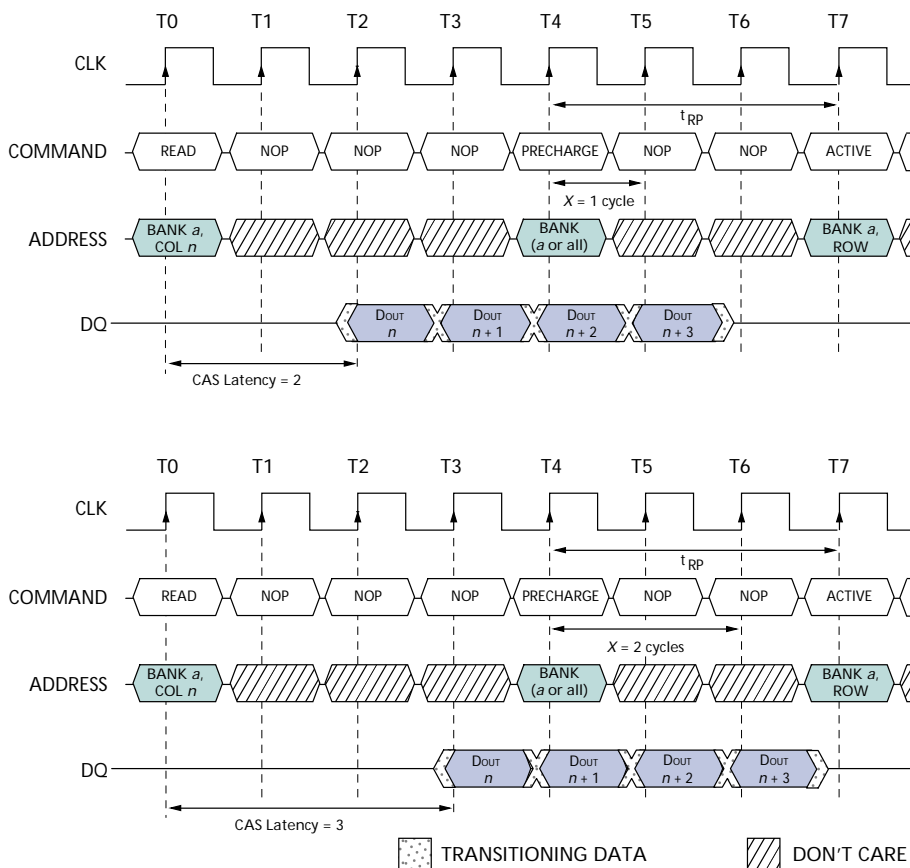 T0 T1 T2 T3 T4 T5 T6 T7
CLK
tRP
COMMAND READ NOP NOP NOP PRECHARGE NOP NOP ACTIVE
X = 1 cycle
ADDRESS BANK a, COL n BANK (a or all) BANK a, ROW
DQ DOUT n DOUT n + 1 DOUT n + 2 DOUT n + 3
CAS Latency = 2
T0 T1 T2 T3 T4 T5 T6 T7
CLK
tRP
COMMAND READ NOP NOP NOP PRECHARGE NOP NOP ACTIVE
X = 2 cycles
ADDRESS BANK a, COL n BANK (a or all) BANK a, ROW
DQ DOUT n DOUT n + 1 DOUT n + 2 DOUT n + 3
CAS Latency = 3
TRANSITIONING DATA DON'T CARE